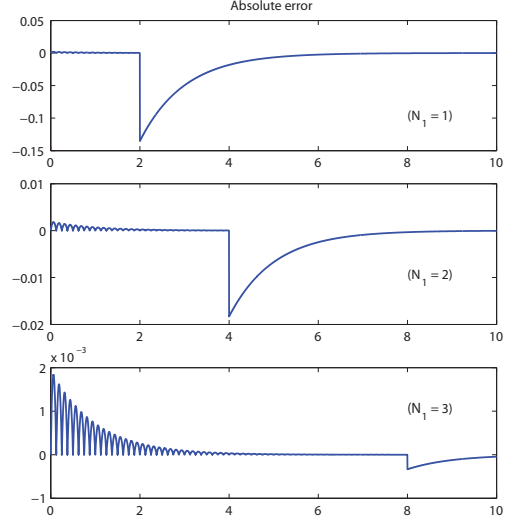 Absolute error
0.05
0
−0.05
−0.1
−0.15
(N1 = 1)
0 2 4 6 8 10
0.01
0
−0.01
−0.02
(N1 = 2)
0 2 4 6 8 10
x 10−3
2
1
0
−1
(N1 = 3)
0 2 4 6 8 10